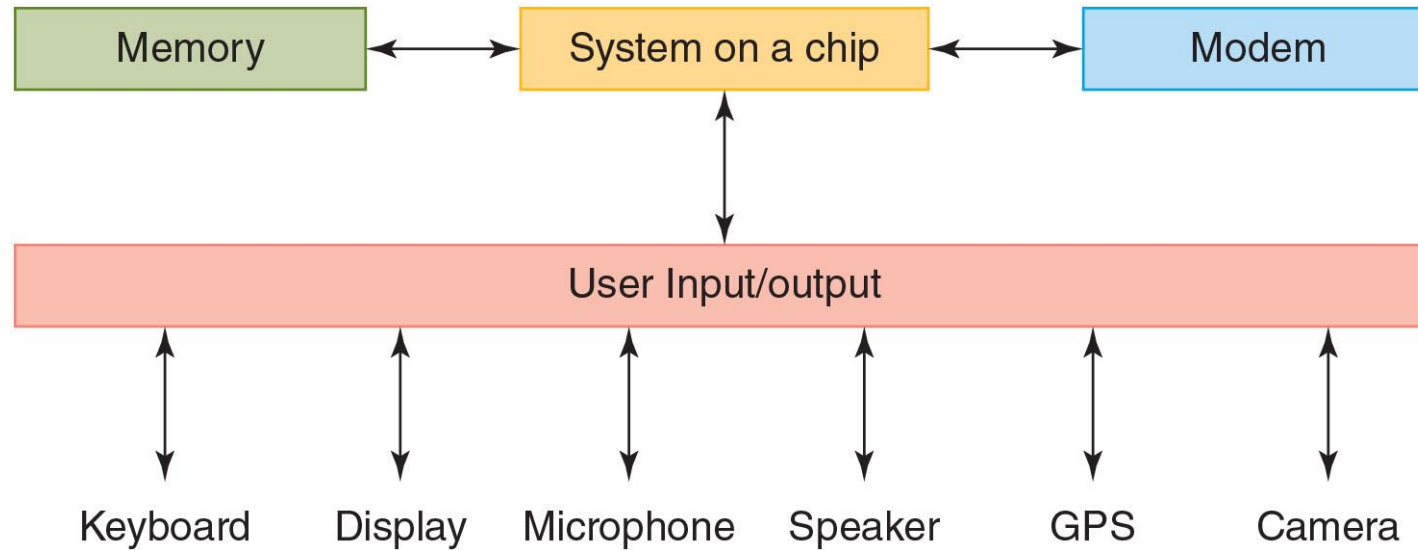 Memory
System on a chip
Modem
User Input/output
Keyboard
Display
Microphone
Speaker
GPS
Camera